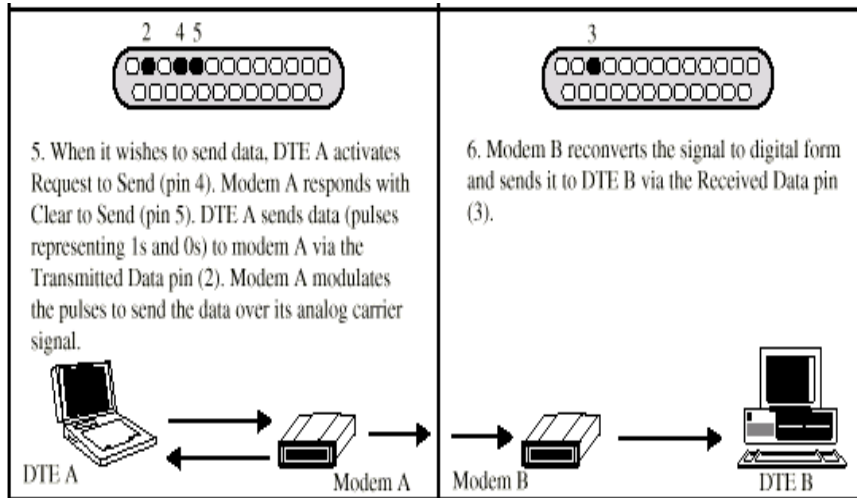 2 4 5
5. When it wishes to send data, DTE A activates
Request to Send (pin 4). Modem A responds with
Clear to Send (pin 5). DTE A sends data (pulses
representing 1s and 0s) to modem A via the
Transmitted Data pin (2). Modem A modulates
the pulses to send the data over its analog carrier
signal.
DTE A
Modem A
3
6. Modem B reconverts the signal to digital form
and sends it to DTE B via the Received Data pin
(3).
Modem B
DTE B